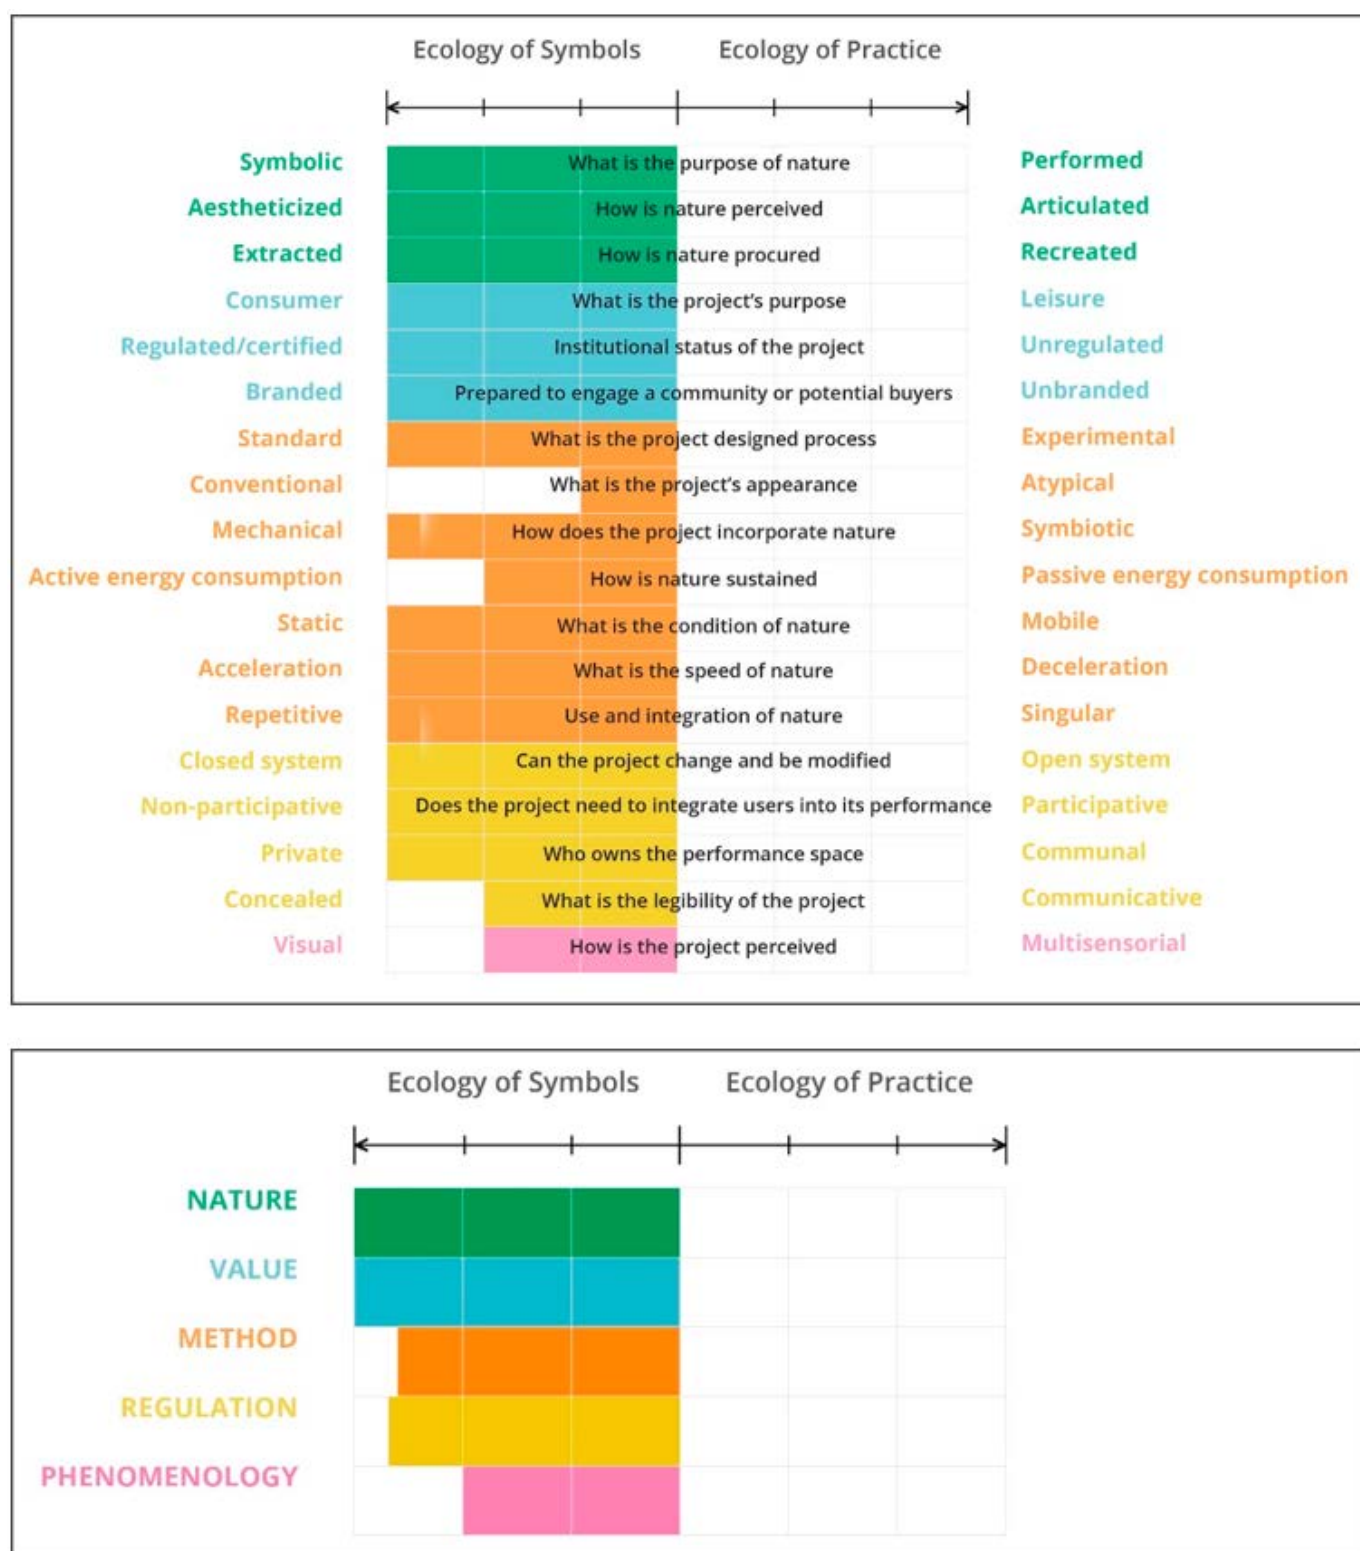 Ecology of Symbols Ecology of Practice
Symbolic What is the purpose of nature Performed
Aestheticized How is nature perceived Articulated
Extracted How is nature procured Recreated
Consumer What is the project's purpose Leisure
Regulated/certified Institutional status of the project Unregulated
Branded Prepared to engage a community or potential buyers Unbranded
Standard What is the project designed process Experimental
Conventional What is the project's appearance Atypical
Mechanical How does the project incorporate nature Symbiotic
Active energy consumption How is nature sustained Passive energy consumption
Static What is the condition of nature Mobile
Acceleration What is the speed of nature Deceleration
Repetitive Use and integration of nature Singular
Closed system Can the project change and be modified Open system
Non-participative Does the project need to integrate users into its performance Participative
Private Who owns the performance space Communal
Concealed What is the legibility of the project Communicative
Visual How is the project perceived Multisensorial
Ecology of Symbols Ecology of Practice
NATURE
VALUE
METHOD
REGULATION
PHENOMENOLOGY